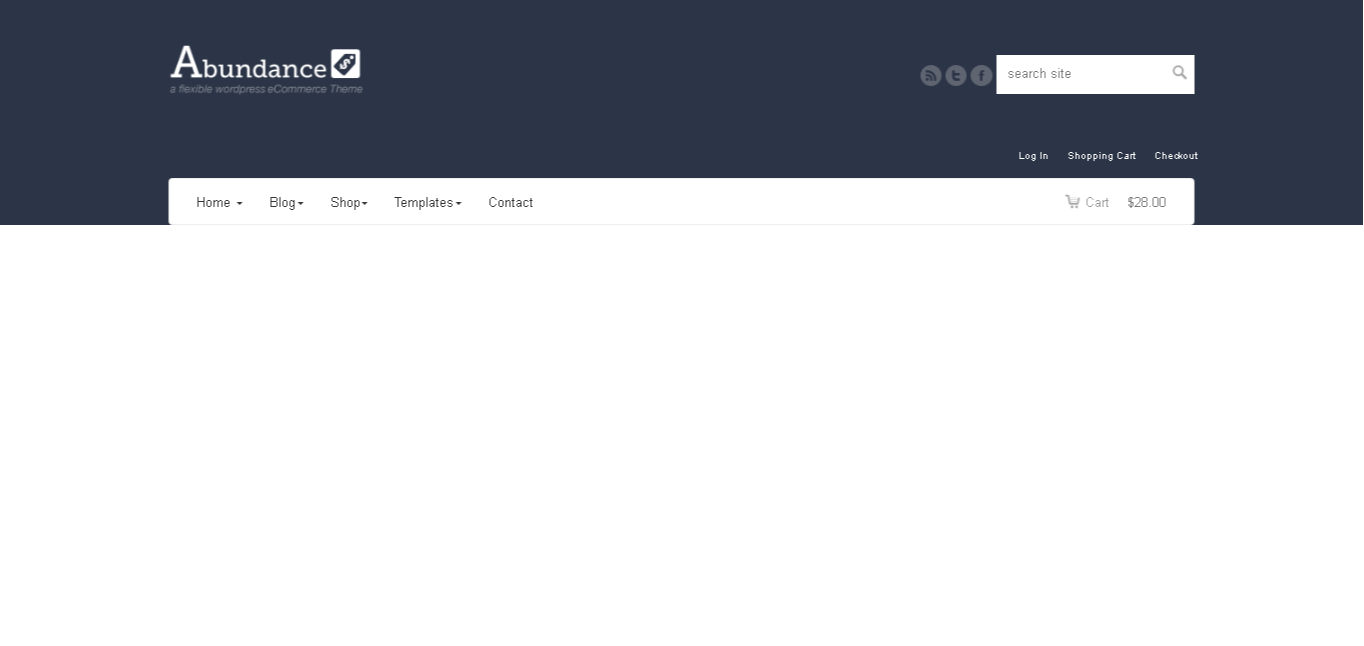 Abundance
a flexible wordpress eCommerce Theme
search site
Log In Shopping Cart Checkout
Home Blog Shop Templates Contact Cart $28.00